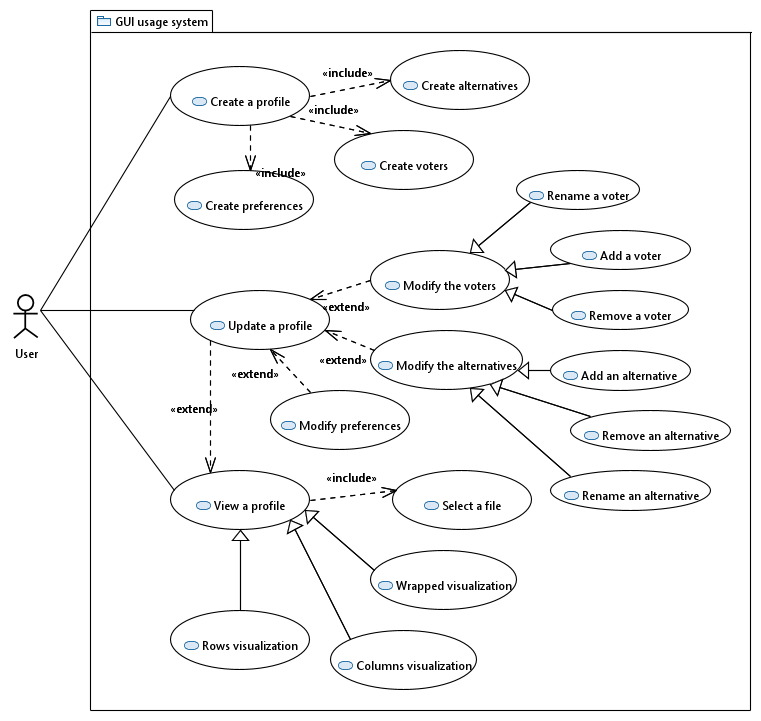 GUI usage system
«include»
Create alternatives
Create a profile
«include»
Create voters
«include»
Create preferences
Rename a voter
Add a voter
Modify the voters
«extend»
Remove a voter
User
Update a profile
«extend»
Modify the alternatives
«extend»
Add an alternative
«extend»
Modify preferences
Remove an alternative
«include»
Rename an alternative
View a profile
Select a file
Wrapped visualization
Rows visualization
Columns visualization